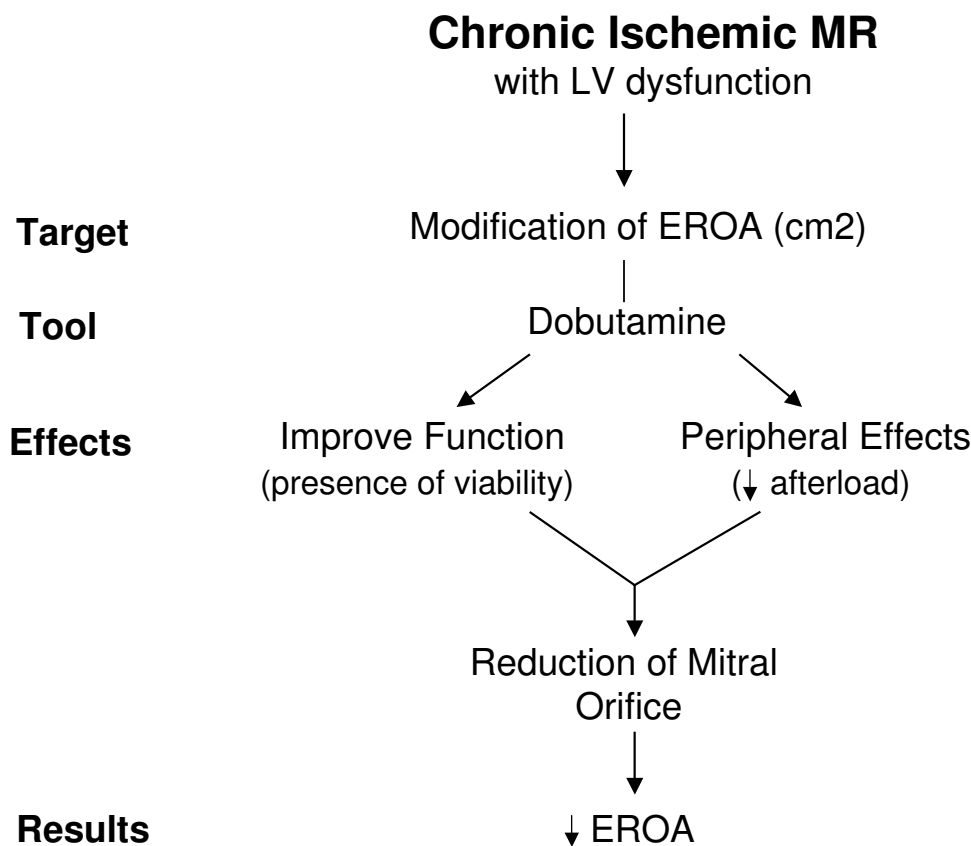 Chronic Ischemic MR
with LV dysfunction
Target
Modification of EROA (cm2)
Tool
Dobutamine
Effects
Improve Function
(presence of viability)
Peripheral Effects
(↓ afterload)
Reduction of Mitral
Orifice
Results
↓ EROA